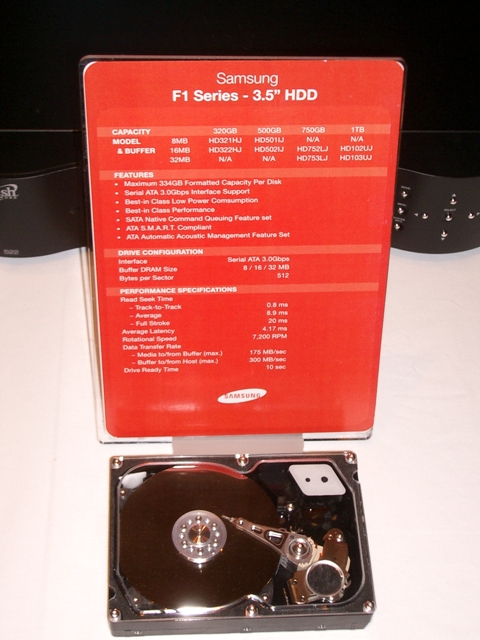 Samsung
F1 Series - 3.5" HDD
CAPACITY 320GB 500GB 750GB 1TB
MODEL 8MB HD321HJ HD501IJ N/A N/A
& BUFFER 16MB HD322HJ HD502IJ HD752LJ HD102UJ
32MB N/A N/A HD753LJ HD103UJ
FEATURES
• Maximum 334GB Formatted Capacity Per Disk
• Serial ATA 3.0Gbps Interface Support
• Best-in Class Low Power Comsumption
• Best-in Class Performance
• SATA Native Command Queuing Feature set
• ATA S.M.A.R.T. Compliant
• ATA Automatic Acoustic Management Feature Set
DRIVE CONFIGURATION
Interface Serial ATA 3.0Gbps
Buffer DRAM Size 8 / 16 / 32 MB
Bytes per Sector 512
PERFORMANCE SPECIFICATIONS
Read Seek Time
– Track-to-Track 0.8 ms
– Average 8.9 ms
– Full Stroke 20 ms
Average Latency 4.17 ms
Rotational Speed 7,200 RPM
Data Transfer Rate
– Media to/from Buffer (max.) 175 MB/sec
– Buffer to/from Host (max.) 300 MB/sec
Drive Ready Time 10 sec
SAMSUNG
522